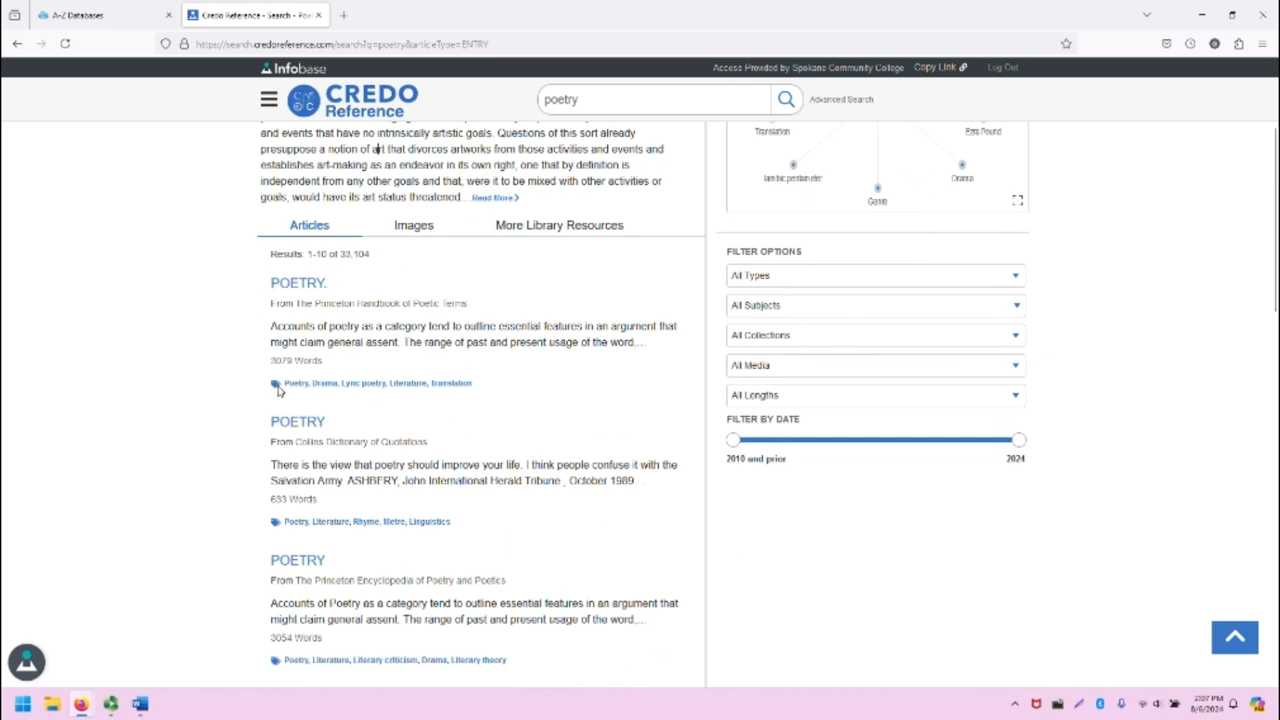 A-Z Databases
Credo Reference - Search - Poet
https://search.credoreference.com/search?q=poetry&articleType=ENTRY
Infobase
Access Provided by Spokane Community College
Copy Link
Log Out
CREDO
Reference
poetry
Advanced Search
and events that have no intrinsically artistic goals. Questions of this sort already
presuppose a notion of art that divorces artworks from those activities and events and
establishes art-making as an endeavor in its own right, one that by definition is
independent from any other goals and that, were it to be mixed with other activities or
goals, would have its art status threatened.... Read More
Translation
Ezra Pound
Iambic pentameter
Drama
Genre
Articles
Images
More Library Resources
Results: 1-10 of 33,104
POETRY.
From The Princeton Handbook of Poetic Terms
Accounts of poetry as a category tend to outline essential features in an argument that
might claim general assent. The range of past and present usage of the word,...
3079 Words
Poetry, Drama, Lyric poetry, Literature, Translation
POETRY
From Collins Dictionary of Quotations
There is the view that poetry should improve your life. I think people confuse it with the
Salvation Army. ASHBERY, John International Herald Tribune , October 1989
633 Words
Poetry, Literature, Rhyme, Metre, Linguistics
POETRY
From The Princeton Encyclopedia of Poetry and Poetics
Accounts of Poetry as a category tend to outline essential features in an argument that
might claim general assent. The range of past and present usage of the word,...
3054 Words
Poetry, Literature, Literary criticism, Drama, Literary theory
FILTER OPTIONS
All Types
All Subjects
All Collections
All Media
All Lengths
FILTER BY DATE
2010 and prior
2024
2:07 PM
8/6/2024